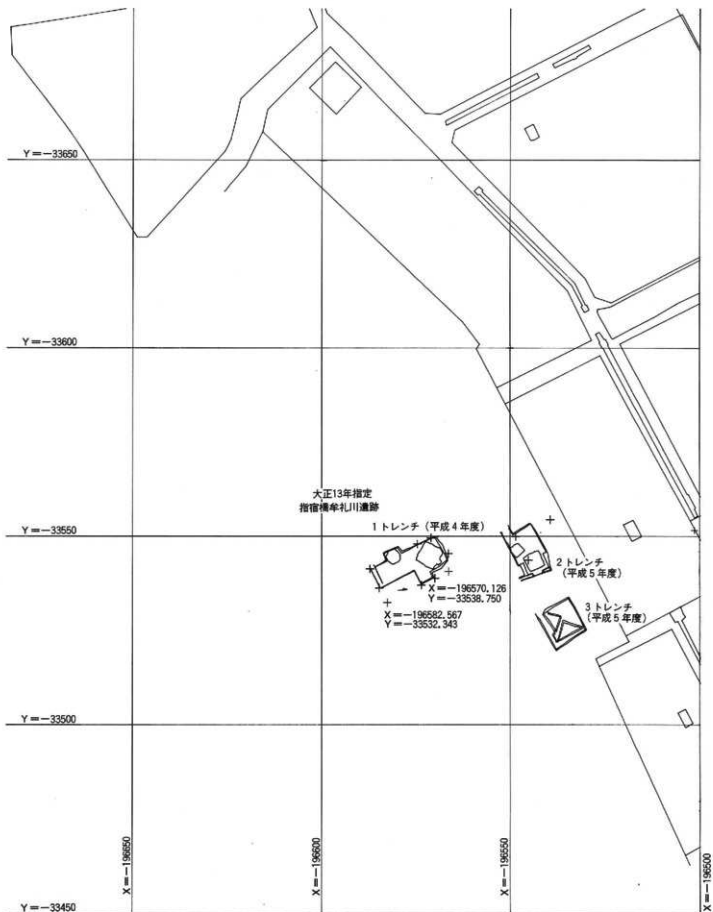 Y=-33650
Y=-33600
大正13年指定
指宿橋牟礼川遺跡
Y=-33550
1トレンチ(平成4年度)
2トレンチ
(平成5年度)
X=-196570.126
Y=-33538.750
X=-196582.567
Y=-33532.343
3トレンチ
(平成5年度)
Y=-33500
X=-196650
X=-196600
X=-196550
X=-196500
Y=-33450